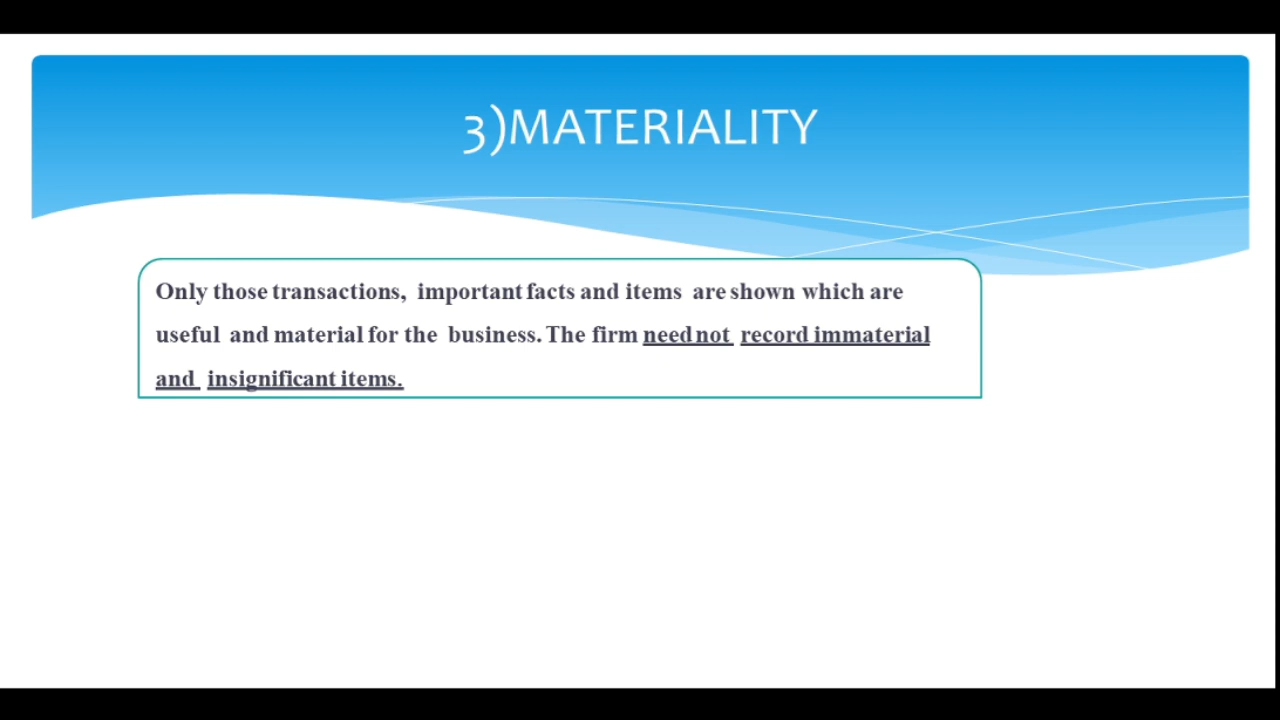 3)MATERIALITY
Only those transactions, important facts and items are shown which are
useful and material for the business. The firm need not record immaterial
and insignificant items.